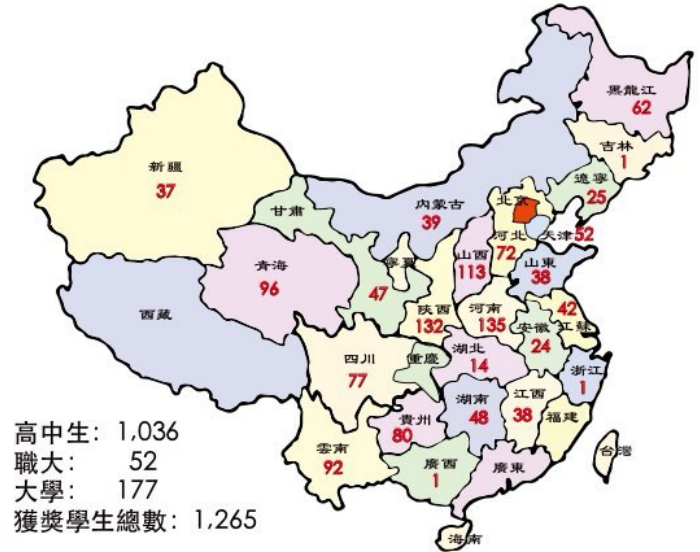 黑龍江
62
吉林
1
遼寧
25
新疆
37
內蒙古
39
北京
甘肅
47
天津52
河北
72
山西
113
寧夏
山東
38
青海
96
陝西
132
河南
135
42
江蘇
安徽
24
西藏
四川
77
重慶
湖北
14
浙江
1
湖南
48
江西
38
福建
貴州
80
雲南
92
廣西
1
廣東
台灣
海南
高中生: 1,036
職大: 52
大學: 177
獲獎學生總數: 1,265